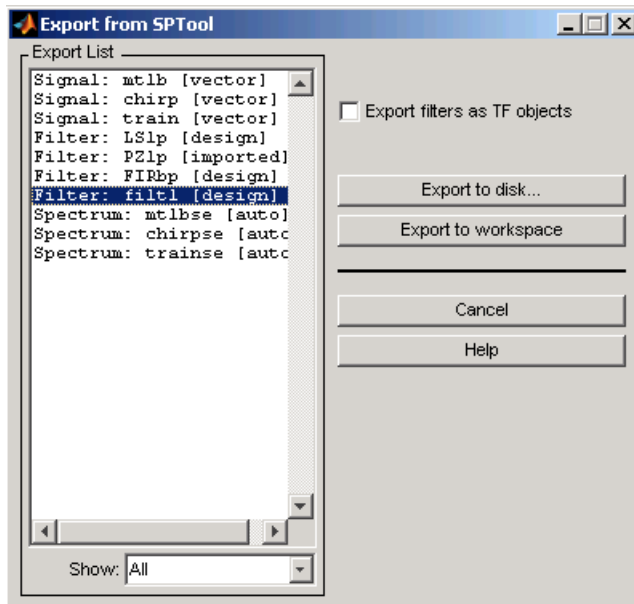 Export from SPTool
Export List
Signal: mtlb [vector]
Signal: chirp [vector]
Signal: train [vector]
Filter: LSlp [design]
Filter: PZlp [imported]
Filter: FIRbp [design]
Filter: filt1 [design]
Spectrum: mtlbse [auto]
Spectrum: chirpse [auto
Spectrum: trainse [auto
Show: All
Export filters as TF objects
Export to disk...
Export to workspace
Cancel
Help